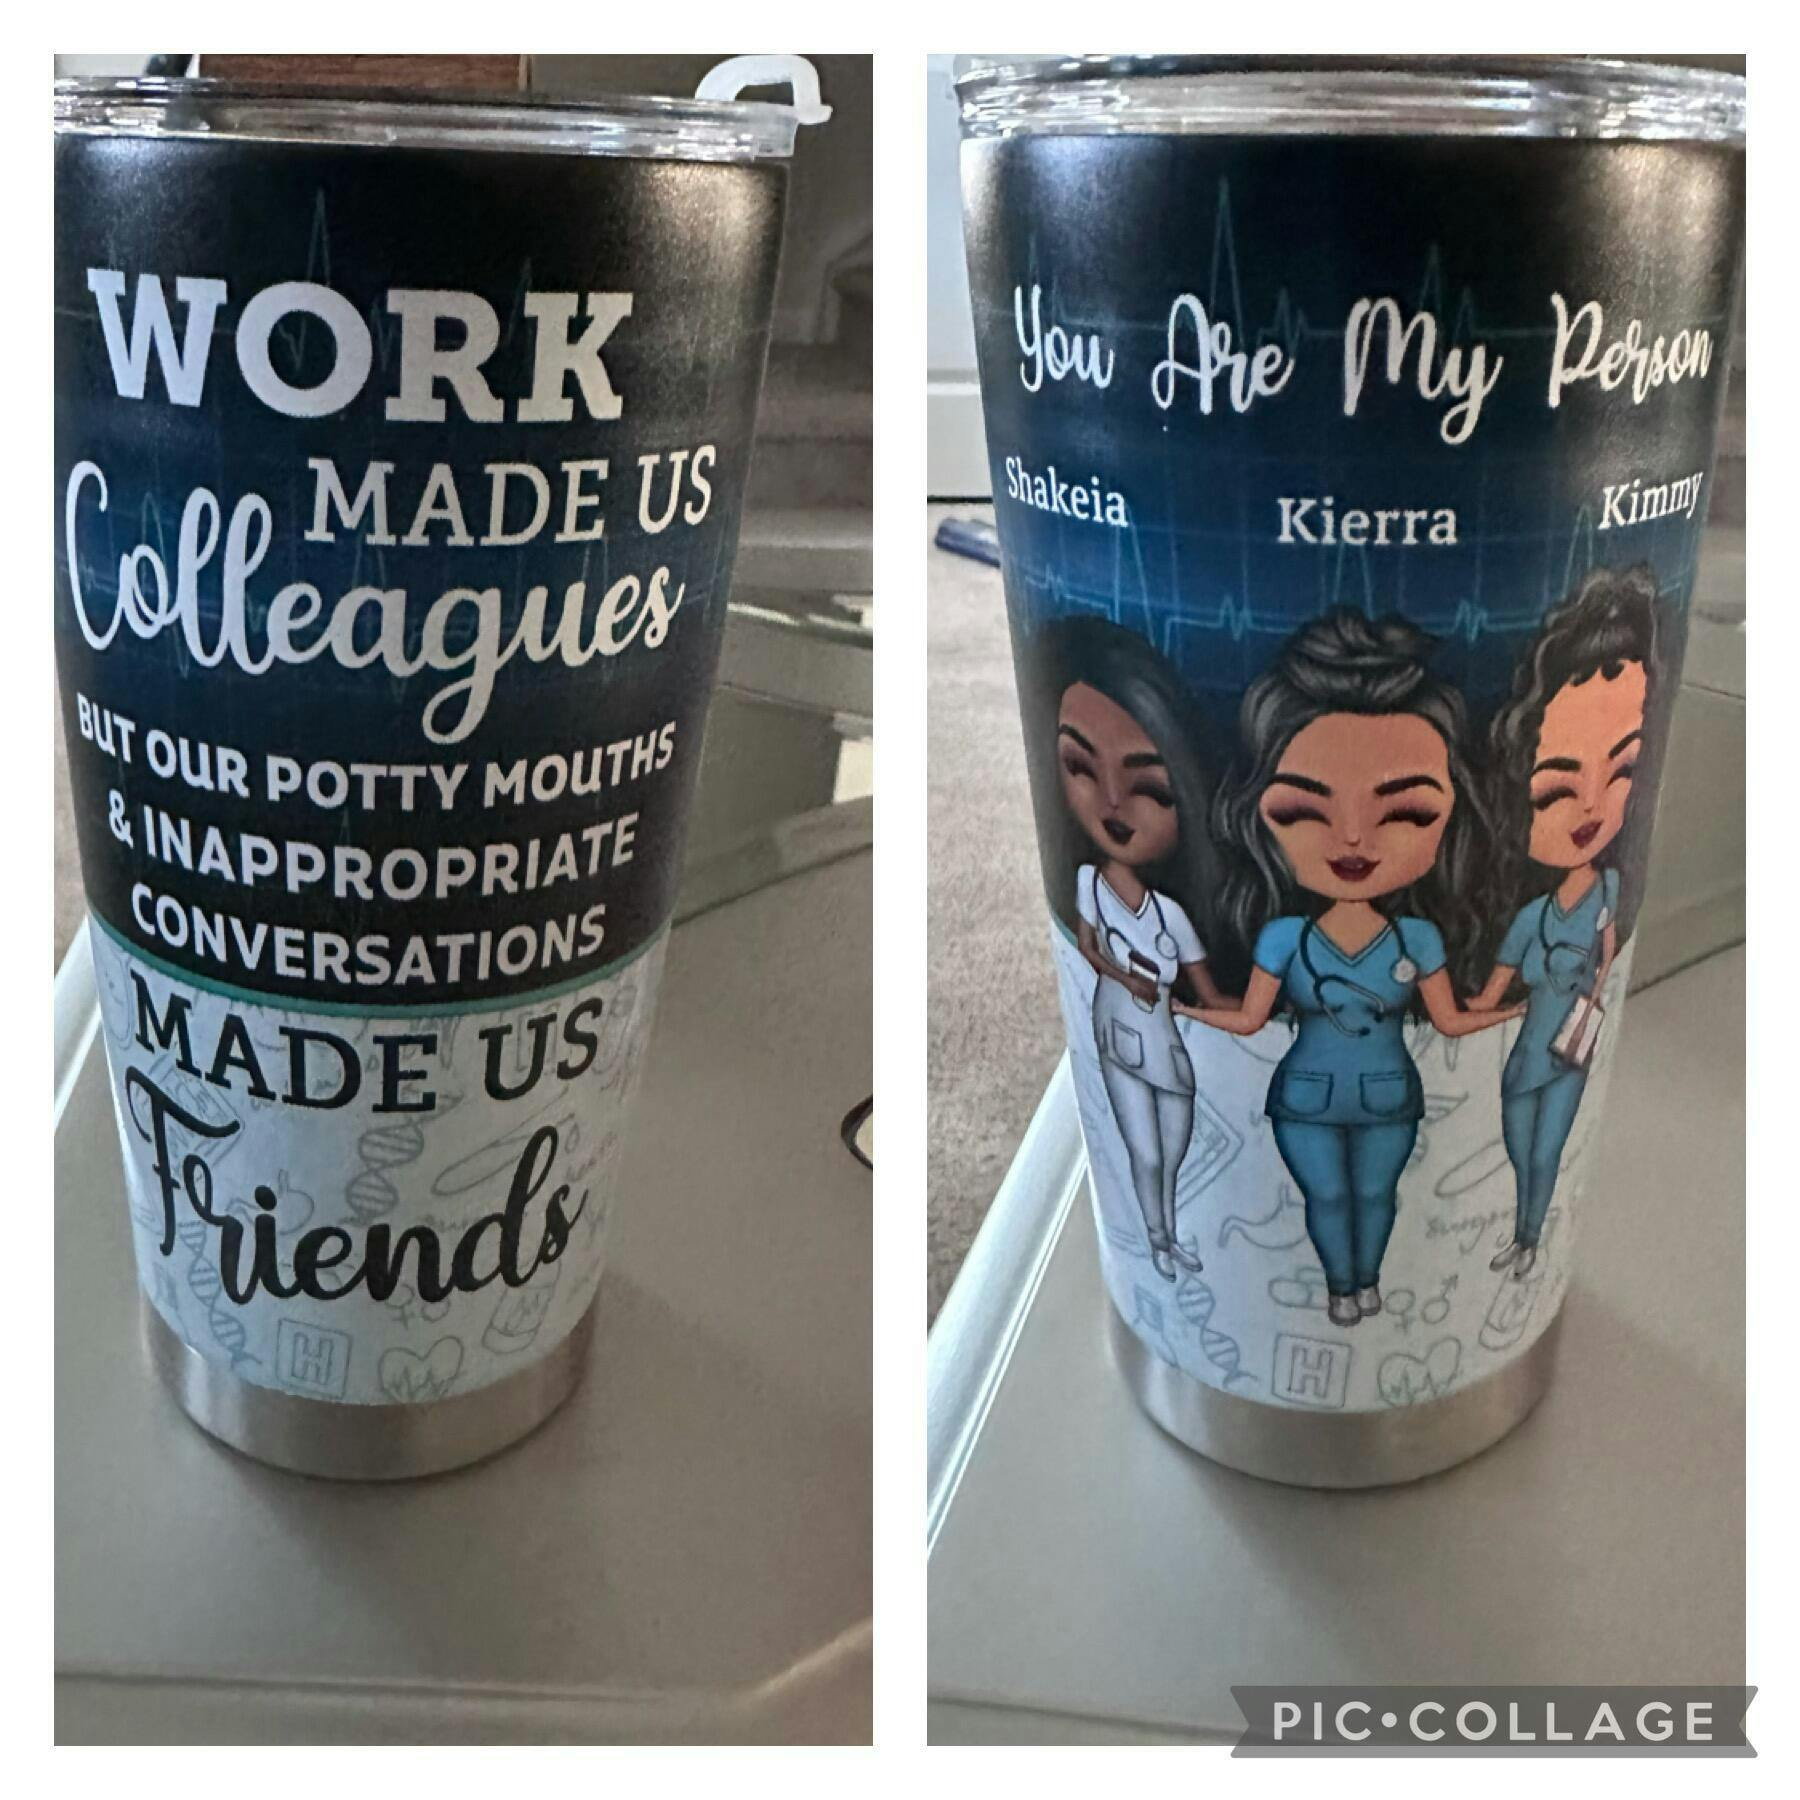 WORK
MADE US
Colleagues
BUT OUR POTTY MOUTHS
& INAPPROPRIATE
CONVERSATIONS
MADE US
Friends
H
You Are My Person
Shakeia Kierra Kimmy
H
PIC•COLLAGE